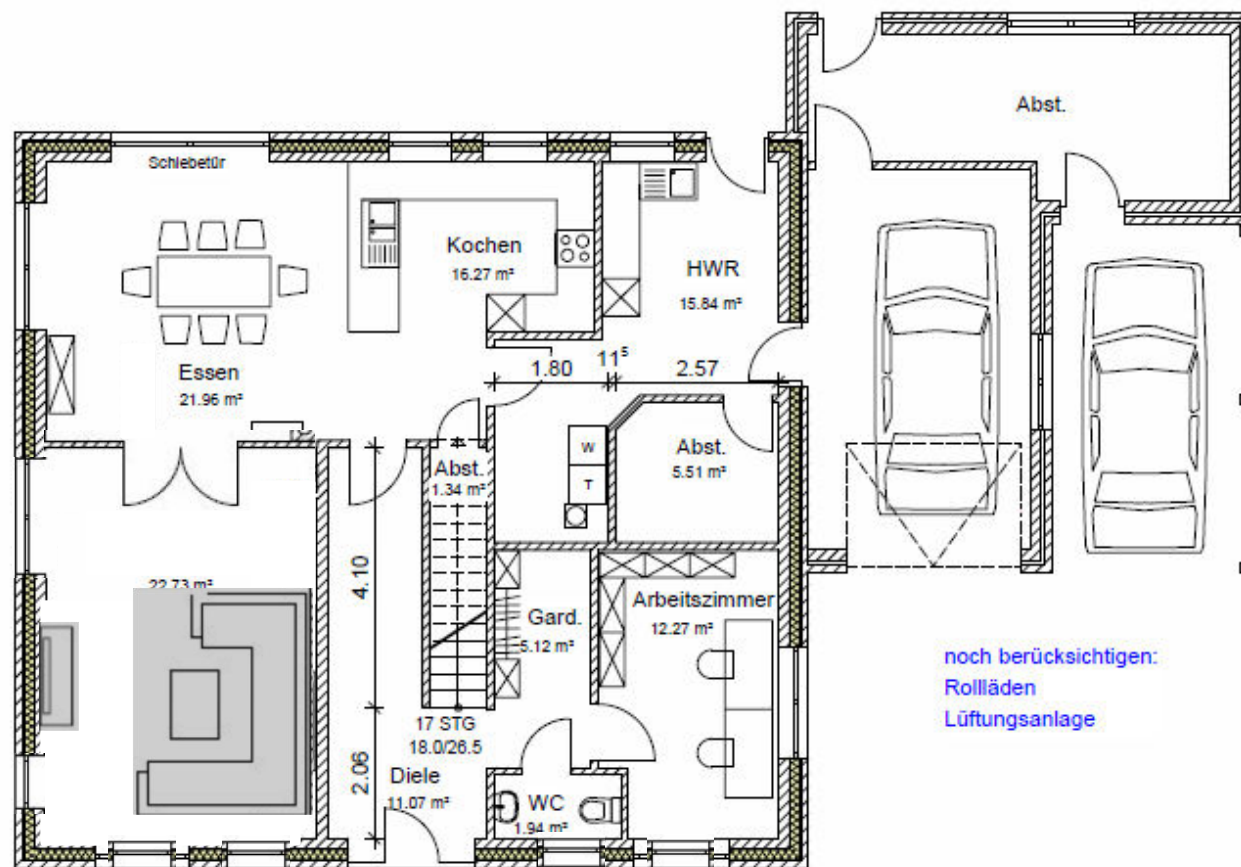 Abst.
Schiebetür
Kochen
16.27 m²
HWR
15.84 m²
1.80
11⁵
2.57
Essen
21.96 m²
Abst.
1.34 m²
W
T
Abst.
5.51 m²
22.73 m²
4.10
Gard.
5.12 m²
Arbeitszimmer
12.27 m²
noch berücksichtigen:
Rollläden
Lüftungsanlage
17 STG
18.0/26.5
2.06
Diele
11.07 m²
WC
1.94 m²